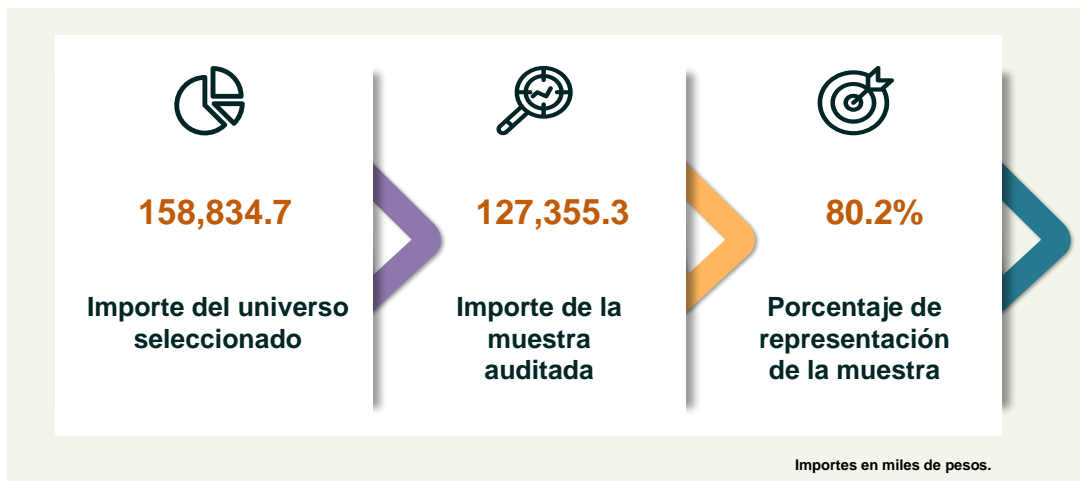 158,834.7
Importe del universo
seleccionado
127,355.3
Importe de la
muestra
auditada
80.2%
Porcentaje de
representación
de la muestra
Importes en miles de pesos.